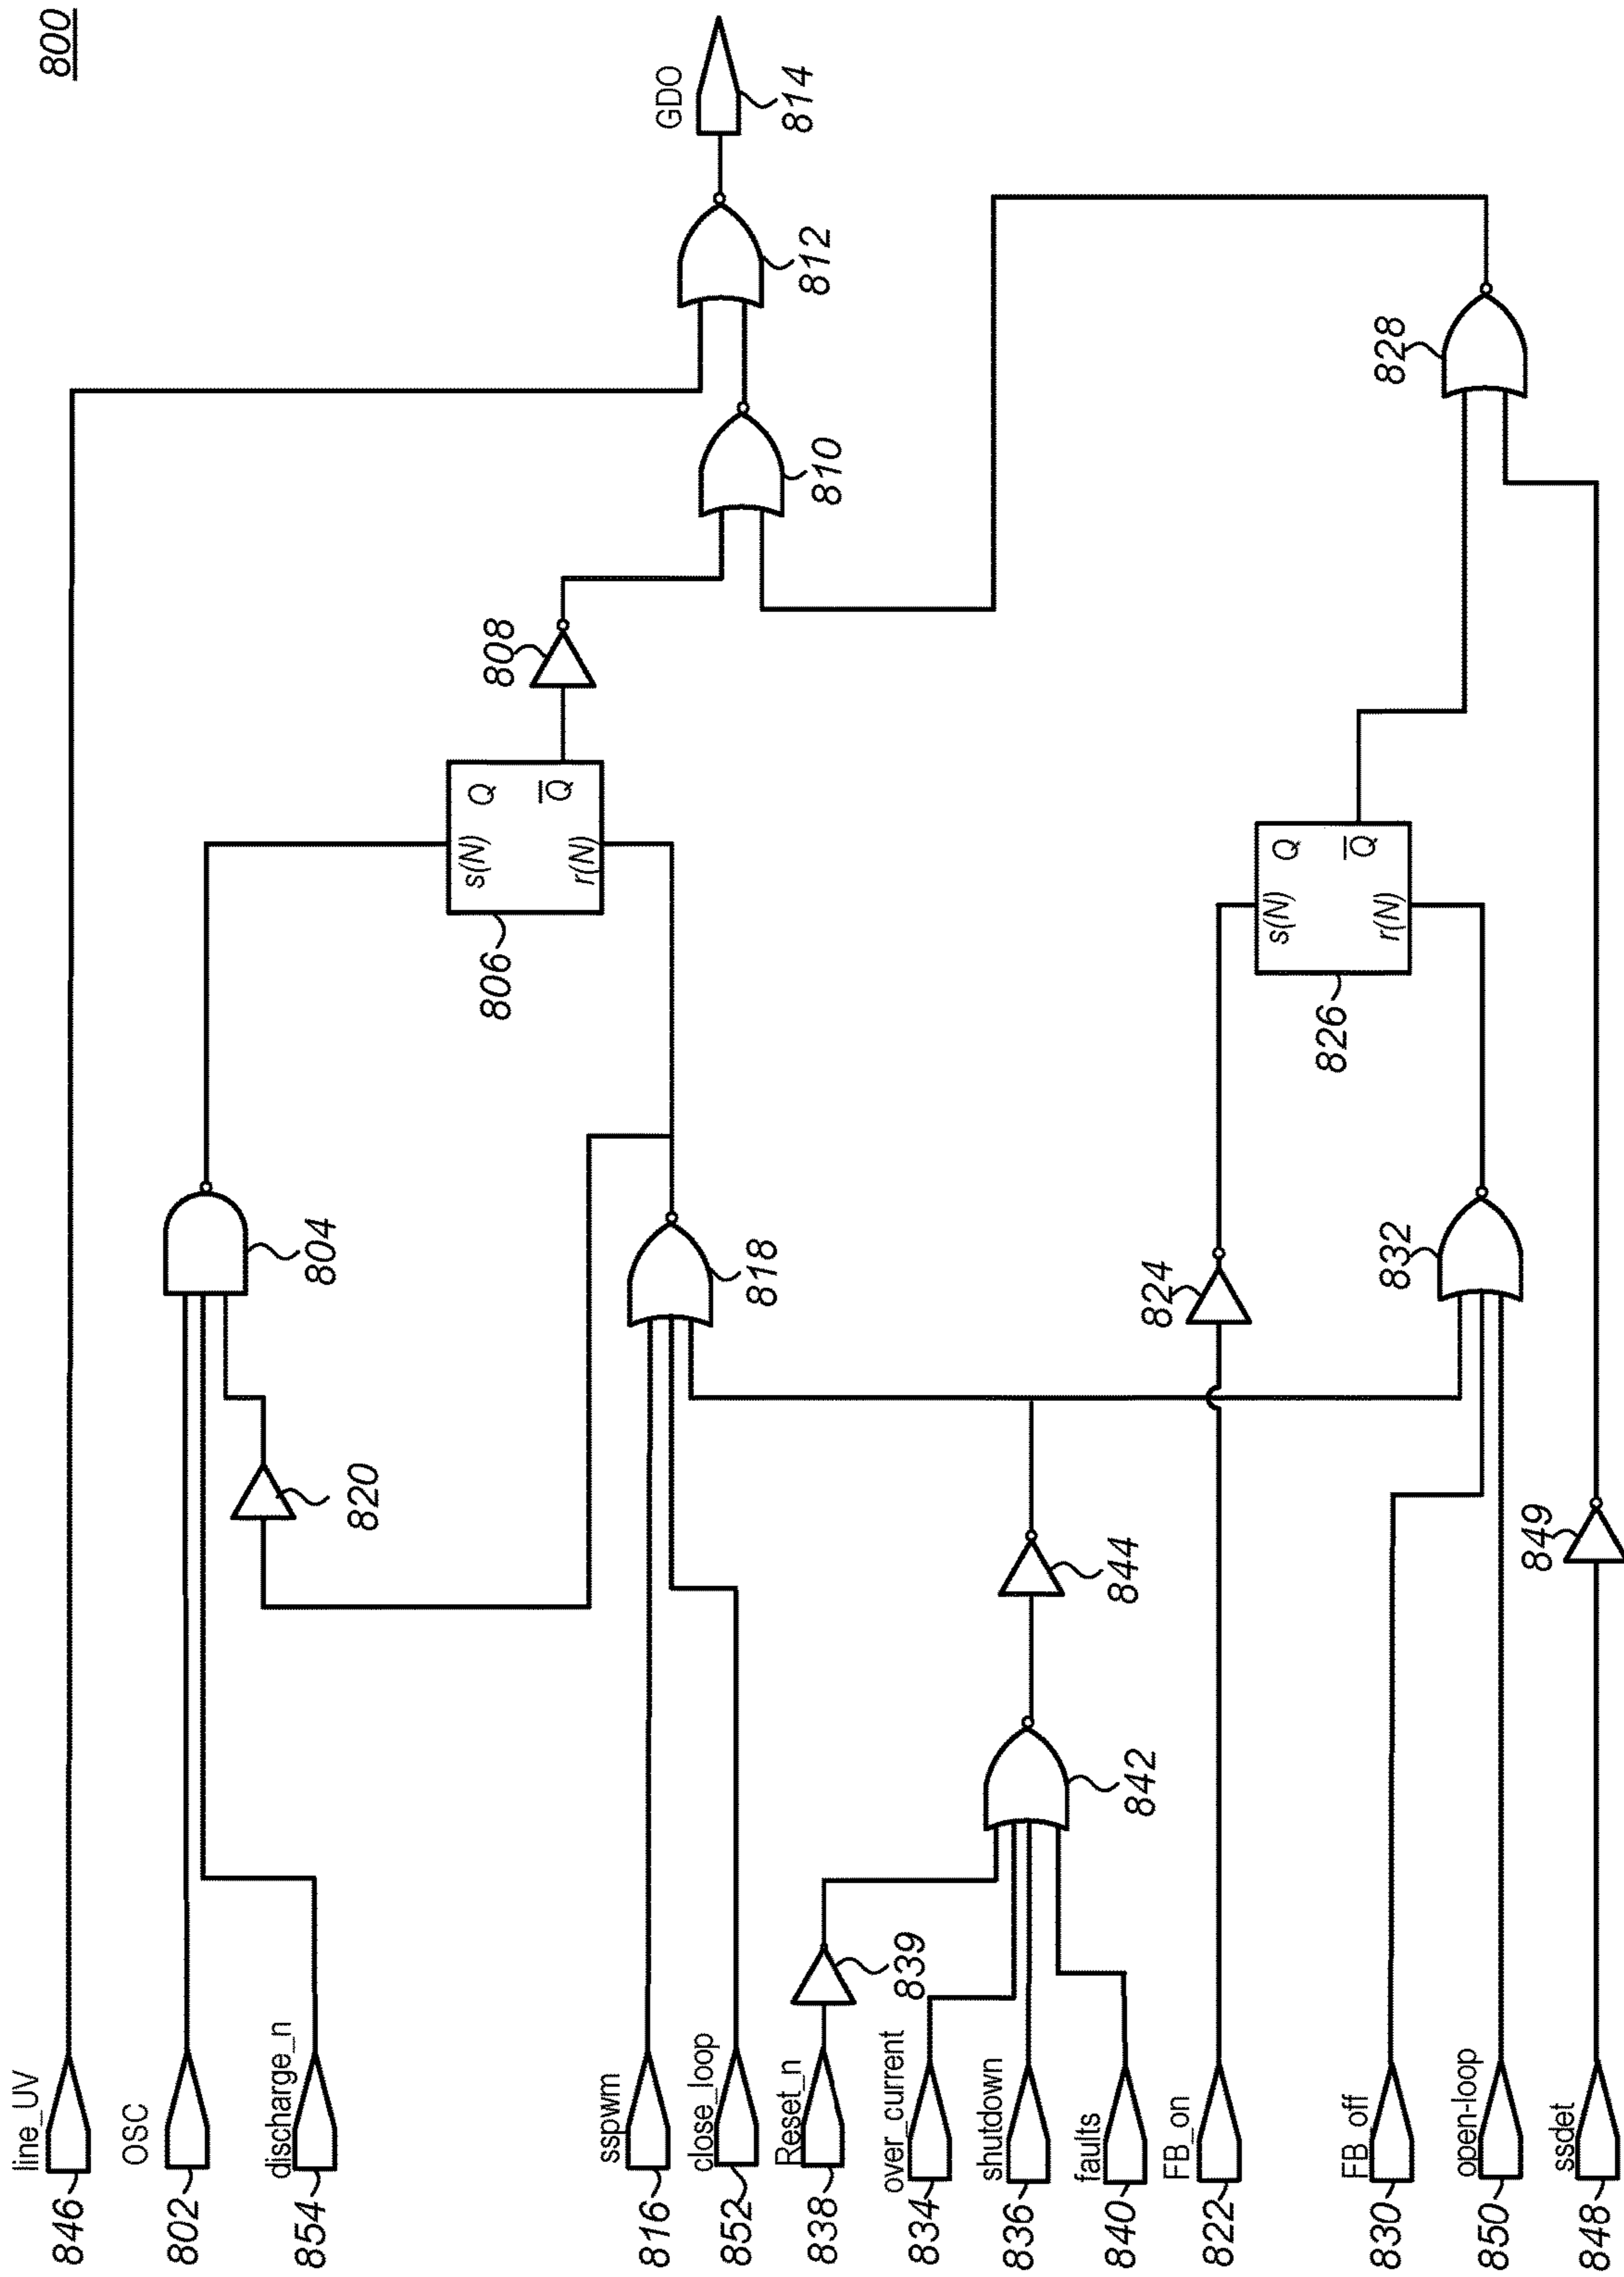 800
line_UV
846
OSC
802
discharge_n
854
804
820
s(N)
Q
Q
r(N)
806
808
810
812
GDO
814
sspwm
816
close_loop
852
818
Reset_n
838
839
over_current
834
shutdown
836
faults
840
842
844
FB_on
822
824
s(N)
Q
Q
r(N)
826
828
FB_off
830
open-loop
850
832
ssdet
848
849